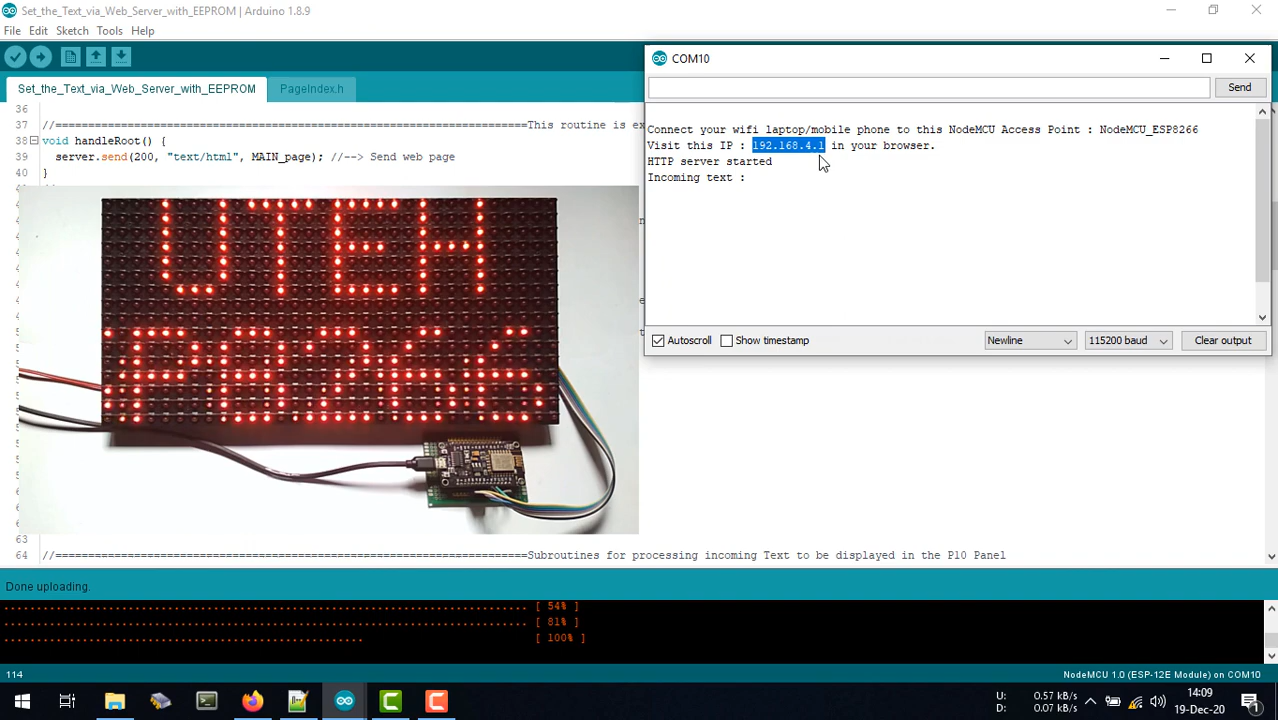 Set_the_Text_via_Web_Server_with_EEPROM | Arduino 1.8.9
File Edit Sketch Tools Help
Set_the_Text_via_Web_Server_with_EEPROM
PageIndex.h
36
37 //========================================================================This routine is ex
38 void handleRoot() {
39 server.send(200, "text/html", MAIN_page); //--> Send web page
40 }
UTEH
63
64 //========================================================================Subroutines for processing incoming Text to be displayed in the P10 Panel
COM10
Send
Connect your wifi laptop/mobile phone to this NodeMCU Access Point : NodeMCU_ESP8266
Visit this IP : 192.168.4.1 in your browser.
HTTP server started
Incoming text :
Autoscroll Show timestamp Newline 115200 baud Clear output
Done uploading.
................................................................................ [ 54% ]
................................................................................ [ 81% ]
....................................................... [ 100% ]
114 NodeMCU 1.0 (ESP-12E Module) on COM10
U: 0.57 kB/s
D: 0.07 kB/s
14:09
19-Dec-20
1